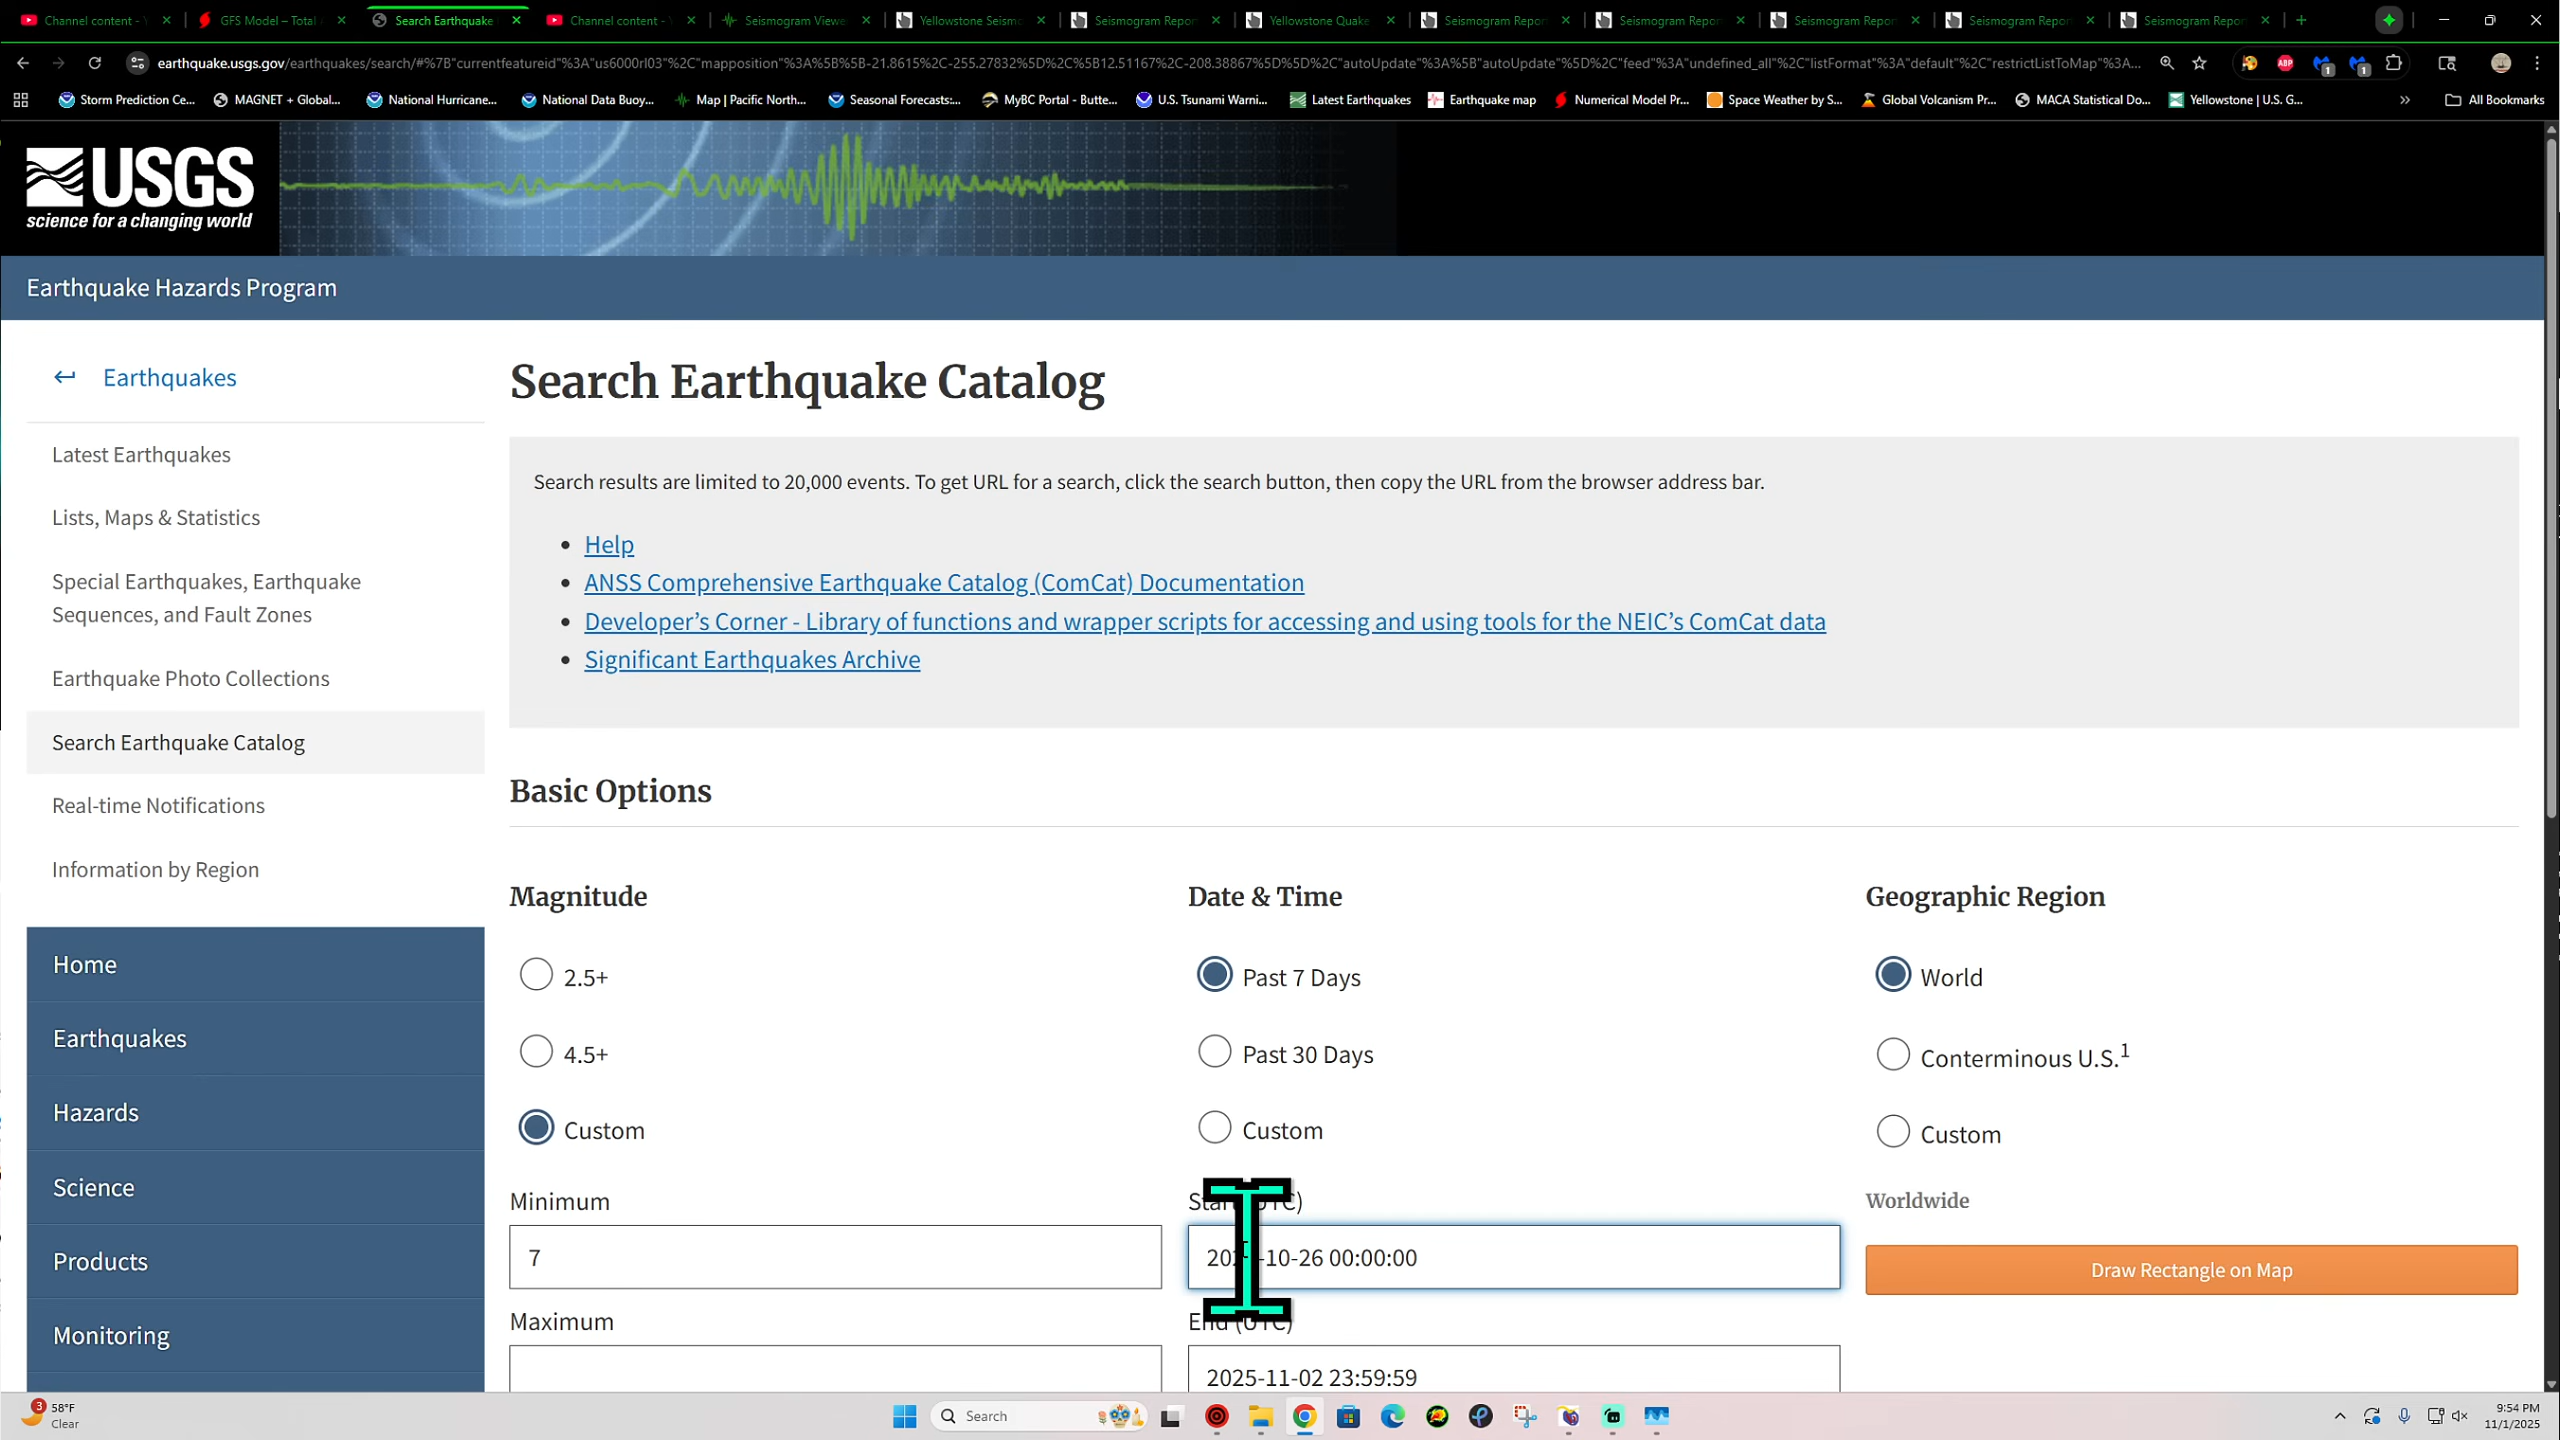 Channel content - Y
GFS Model – Total
Search Earthquake
Channel content - Y
Seismogram Viewe
Yellowstone Seismo
Seismogram Repor
Yellowstone Quake
Seismogram Repor
Seismogram Repor
Seismogram Repor
Seismogram Repor
Seismogram Repor
earthquake.usgs.gov/earthquakes/search/#%7B"currentfeatureid"%3A"us6000rl03"%2C"mapposition"%3A%5B%5B-21.8615%2C-255.27832%5D%2C%5B12.51167%2C-208.38867%5D%5D%2C"autoUpdate"%3A%5B"autoUpdate"%5D%2C"feed"%3A"undefined_all"%2C"listFormat"%3A"default"%2C"restrictListToMap"%3A...
ABP
1
1
Storm Prediction Ce...
MAGNET + Global...
National Hurricane...
National Data Buoy...
Map | Pacific North...
Seasonal Forecasts:...
MyBC Portal - Butte...
U.S. Tsunami Warni...
Latest Earthquakes
Earthquake map
Numerical Model Pr...
Space Weather by S...
Global Volcanism Pr...
MACA Statistical Do...
Yellowstone | U.S. G...
»
All Bookmarks
USGS
science for a changing world
Earthquake Hazards Program
Earthquakes
Latest Earthquakes
Lists, Maps & Statistics
Special Earthquakes, Earthquake
Sequences, and Fault Zones
Earthquake Photo Collections
Search Earthquake Catalog
Real-time Notifications
Information by Region
Home
Earthquakes
Hazards
Science
Products
Monitoring
Search Earthquake Catalog
Search results are limited to 20,000 events. To get URL for a search, click the search button, then copy the URL from the browser address bar.
Help
ANSS Comprehensive Earthquake Catalog (ComCat) Documentation
Developer’s Corner - Library of functions and wrapper scripts for accessing and using tools for the NEIC’s ComCat data
Significant Earthquakes Archive
Basic Options
Magnitude
2.5+
4.5+
Custom
Minimum
7
Maximum
Date & Time
Past 7 Days
Past 30 Days
Custom
-10-26 00:00:00
End (UTC)
2025-11-02 23:59:59
Geographic Region
World
Conterminous U.S.1
Custom
Worldwide
Draw Rectangle on Map
3
58°F
Clear
Search
9:54 PM
11/1/2025